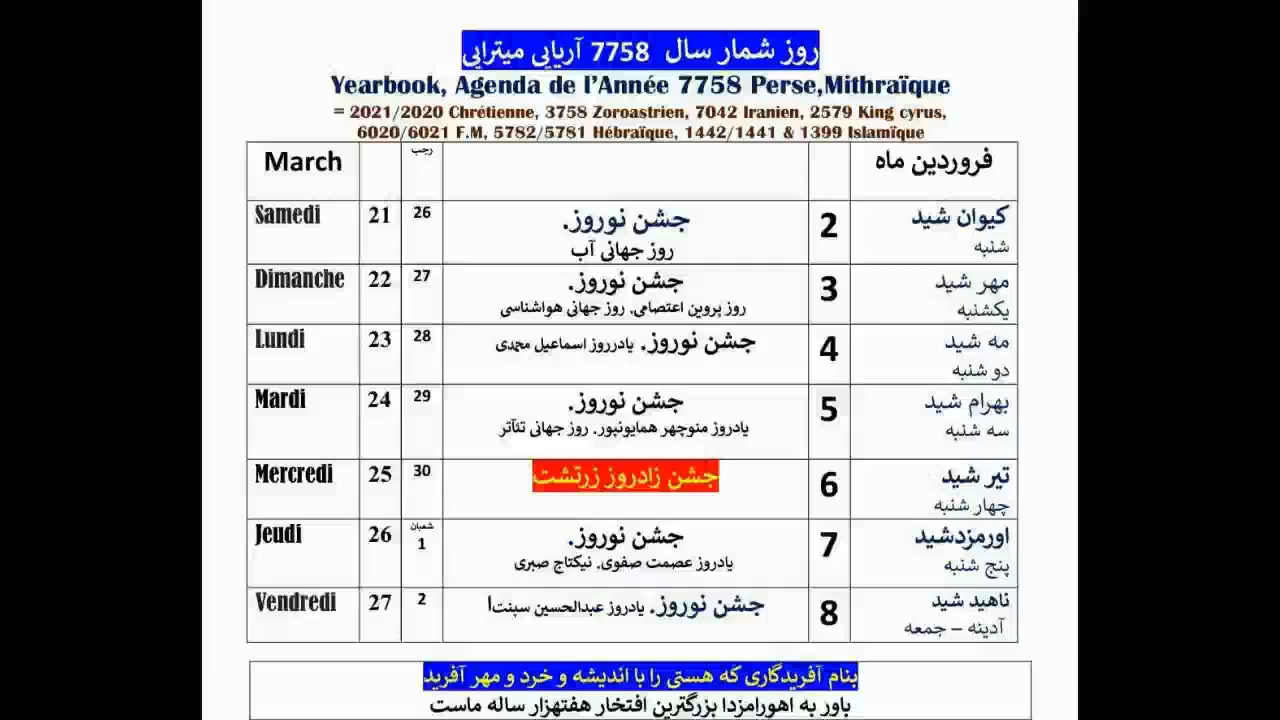 روز شمار سال 7758 آریایی میترایی
Yearbook, Agenda de l’Année 7758 Perse,Mithraïque
= 2021/2020 Chrétienne, 3758 Zoroastrien, 7042 Iranien, 2579 King cyrus,
6020/6021 F.M, 5782/5781 Hébraïque, 1442/1441 & 1399 Islamïque
March رجب فروردین ماه
Samedi 21 26 جشن نوروز. 2 کیوان شید
روز جهانی آب شنبه
Dimanche 22 27 جشن نوروز. 3 مهر شید
روز پروین اعتصامی. روز جهانی هواشناسی یکشنبه
Lundi 23 28 جشن نوروز. یادرروز اسماعیل محمدی 4 مه شید
دو شنبه
Mardi 24 29 جشن نوروز. 5 بهرام شید
یادروز منوچهر همایونپور. روز جهانی تئآتر سه شنبه
Mercredi 25 30 جشن زادروز زرتشت 6 تیر شید
چهار شنبه
Jeudi 26 شعبان 1 جشن نوروز. 7 اورمزدشید
یادروز عصمت صفوی. نیکتاج صبری پنج شنبه
Vendredi 27 2 جشن نوروز. یادروز عبدالحسین سپنتا 8 ناهید شید
آدینه – جمعه
بنام آفریدگاری که هستی را با اندیشه و خرد و مهر آفرید
باور به اهورامزدا بزرگترین افتخار هفتهزار ساله ماست